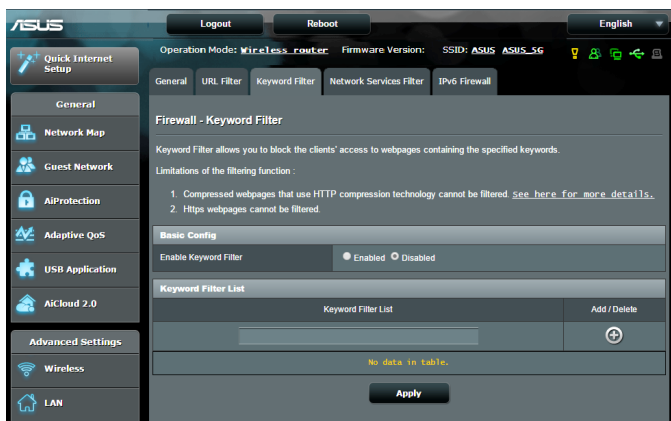 ASUS
Logout
Reboot
English
Quick Internet
Setup
Operation Mode: Wireless router Firmware Version: SSID: ASUS ASUS_5G
General
URL Filter
Keyword Filter
Network Services Filter
IPv6 Firewall
General
Network Map
Guest Network
AiProtection
Adaptive QoS
USB Application
AiCloud 2.0
Advanced Settings
Wireless
LAN
Firewall - Keyword Filter
Keyword Filter allows you to block the clients' access to webpages containing the specified keywords.
Limitations of the filtering function :
1. Compressed webpages that use HTTP compression technology cannot be filtered. See here for more details.
2. Https webpages cannot be filtered.
Basic Config
Enable Keyword Filter
Enabled Disabled
Keyword Filter List
Keyword Filter List
Add / Delete
No data in table.
Apply